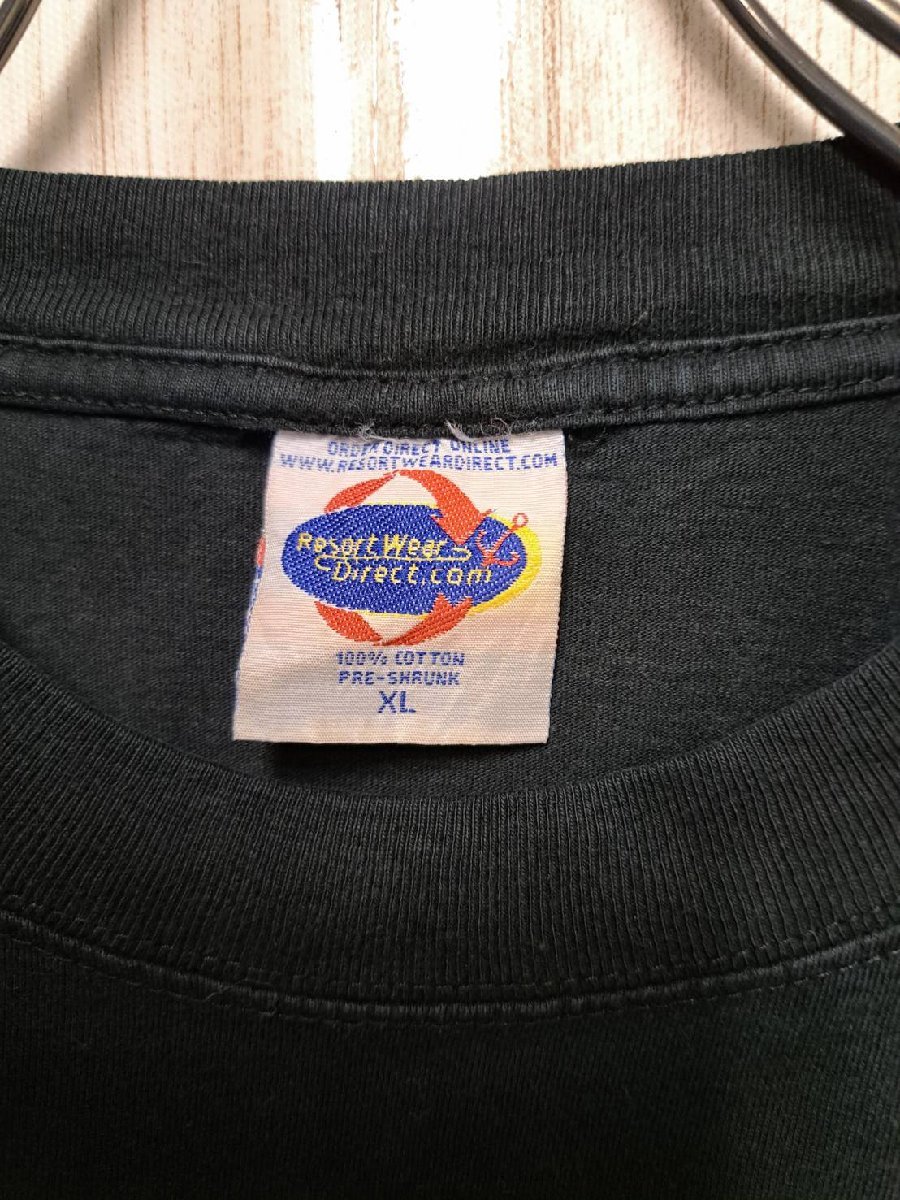 ORDER DIRECT ONLINE
WWW.RESORTWEARDIRECT.COM
Resort Wear
Direct.com
100% COTTON
PRE-SHRUNK
XL